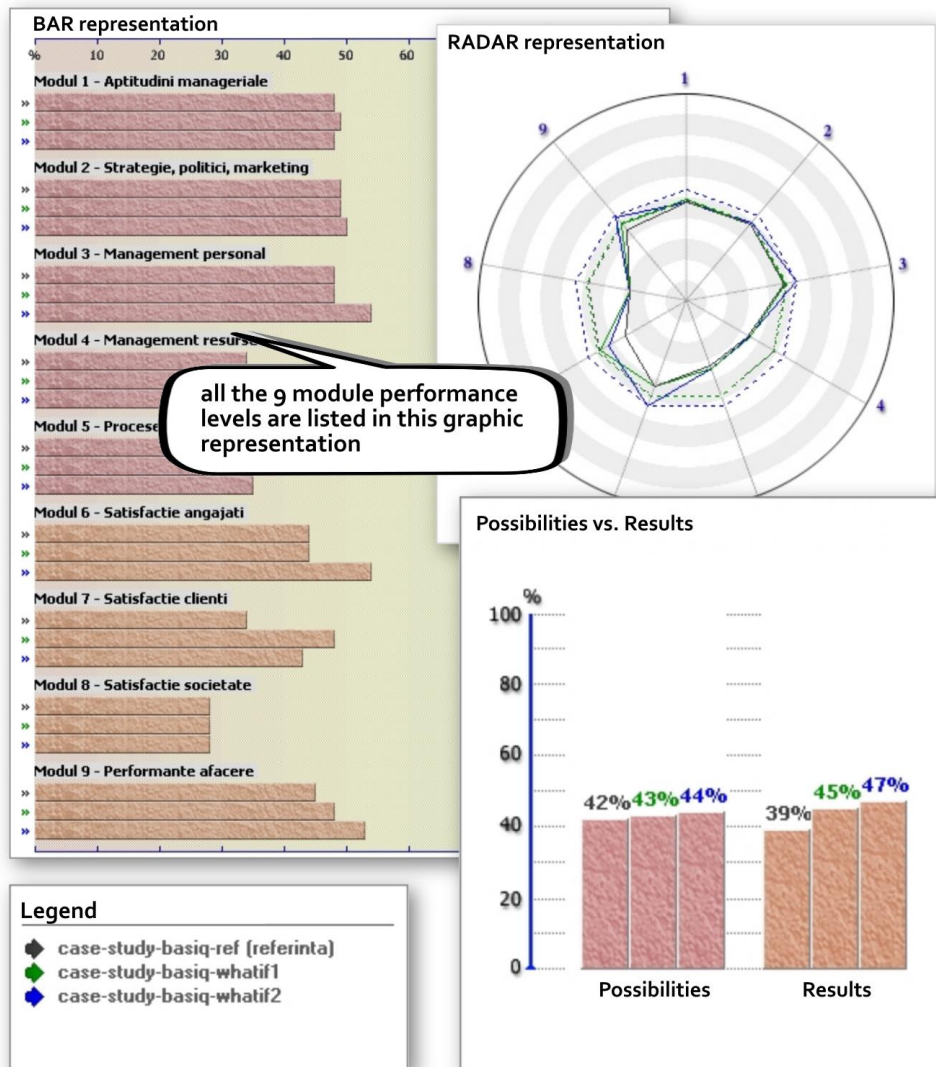 BAR representation
% 10 20 30 40 50 60
Modul 1 - Aptitudini manageriale
Modul 2 - Strategie, politici, marketing
Modul 3 - Management personal
Modul 4 - Management resurse
Modul 5 - Procese
Modul 6 - Satisfactie angajati
Modul 7 - Satisfactie clienti
Modul 8 - Satisfactie societate
Modul 9 - Performante afacere
all the 9 module performance
levels are listed in this graphic
representation
RADAR representation
1
9 2
8 3
4
Possibilities vs. Results
%
100
80
60
40
20
0
42% 43% 44% 39% 45% 47%
Possibilities Results
Legend
case-study-basiq-ref (referinta)
case-study-basiq-whatif1
case-study-basiq-whatif2